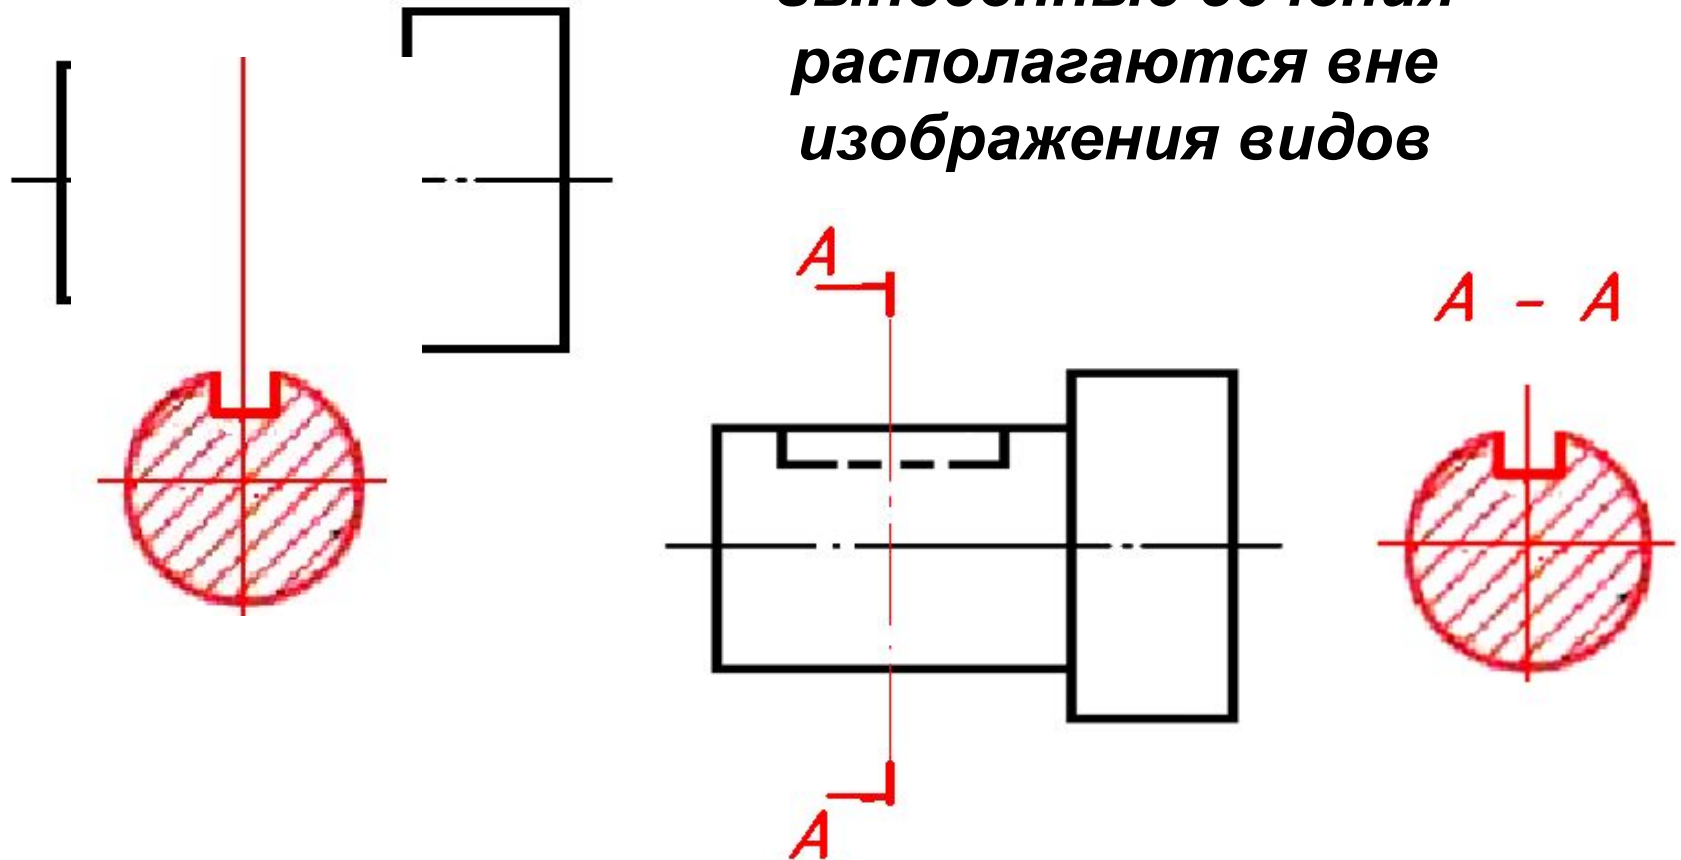 располагаются вне
изображения видов
А
А - А
А